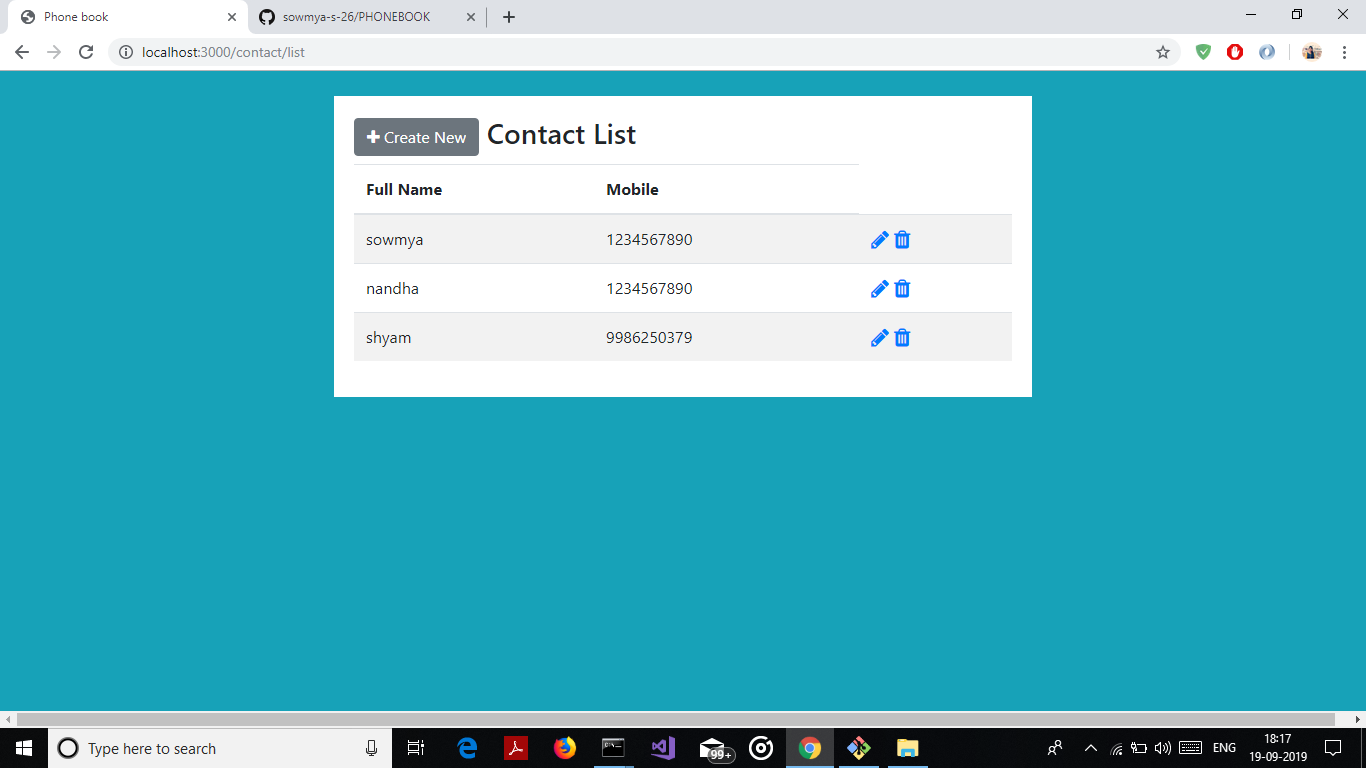 Phone book
sowmya-s-26/PHONEBOOK
localhost:3000/contact/list
Create New
Contact List
Full Name Mobile
sowmya 1234567890
nandha 1234567890
shyam 9986250379
Type here to search
99+
ENG
18:17
19-09-2019